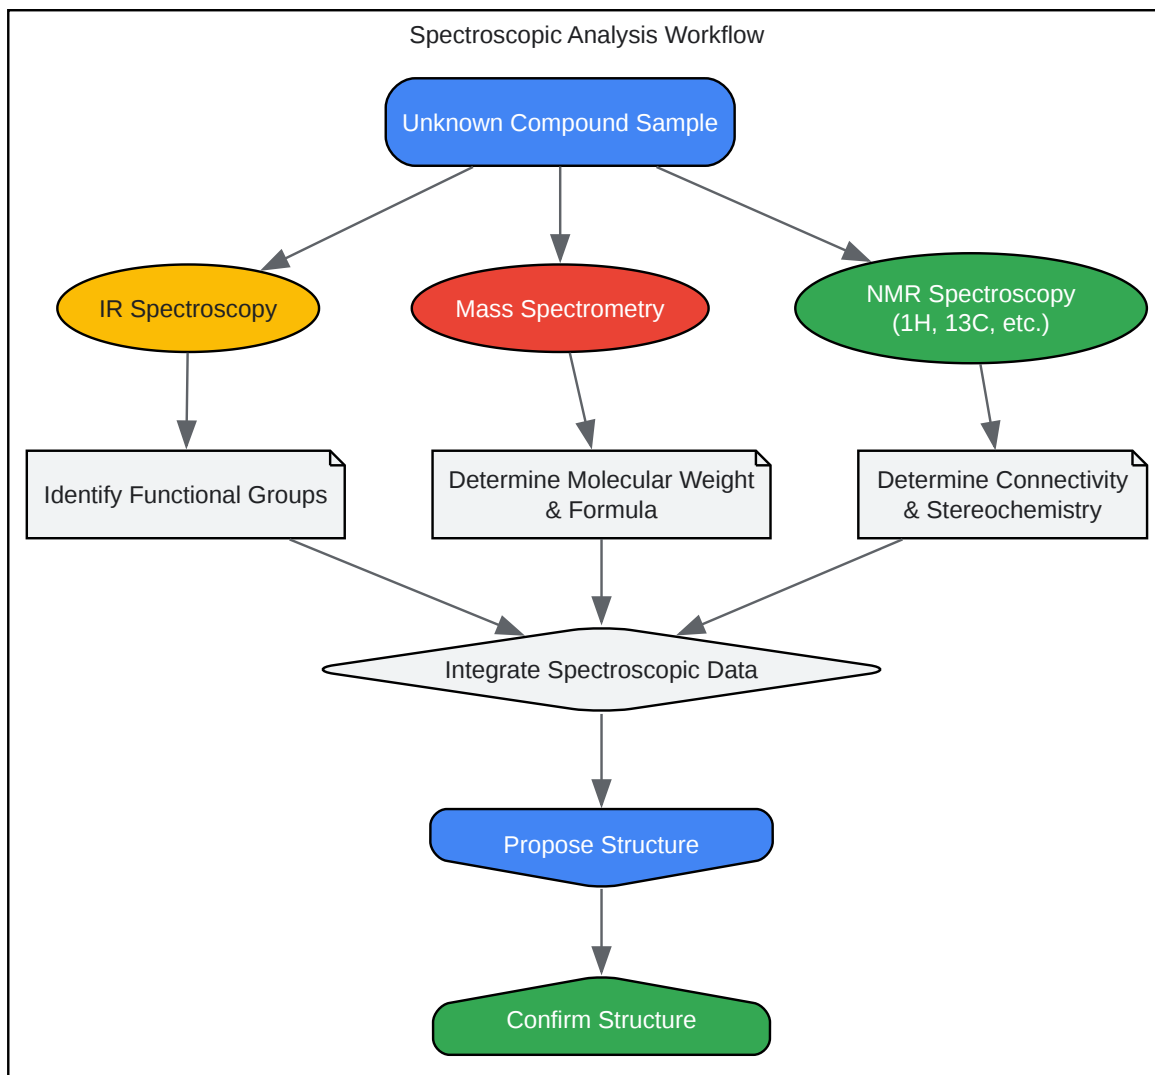 Spectroscopic Analysis Workflow
Unknown Compound Sample
IR Spectroscopy
Mass Spectrometry
NMR Spectroscopy
(1H, 13C, etc.)
Identify Functional Groups
Determine Molecular Weight
& Formula
Determine Connectivity
& Stereochemistry
Integrate Spectroscopic Data
Propose Structure
Confirm Structure